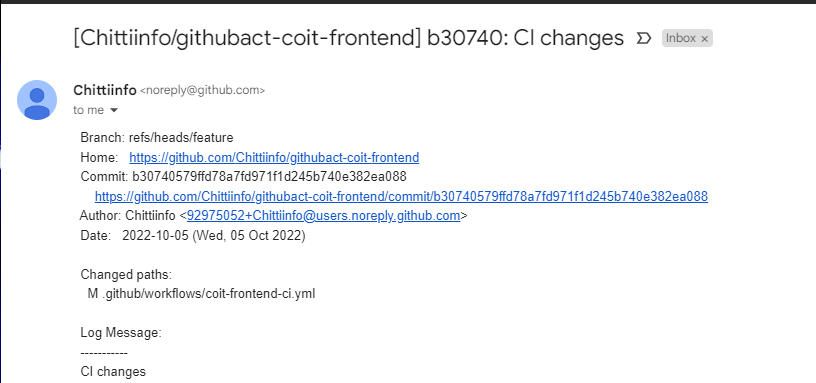 [Chittiinfo/githubact-coit-frontend] b30740: CI changes Inbox ×
Chittiinfo <noreply@github.com>
to me
Branch: refs/heads/feature
Home: https://github.com/Chittiinfo/githubact-coit-frontend
Commit: b30740579ffd78a7fd971f1d245b740e382ea088
https://github.com/Chittiinfo/githubact-coit-frontend/commit/b30740579ffd78a7fd971f1d245b740e382ea088
Author: Chittiinfo <92975052+Chittiinfo@users.noreply.github.com>
Date: 2022-10-05 (Wed, 05 Oct 2022)
Changed paths:
M .github/workflows/coit-frontend-ci.yml
Log Message:
-----------
CI changes